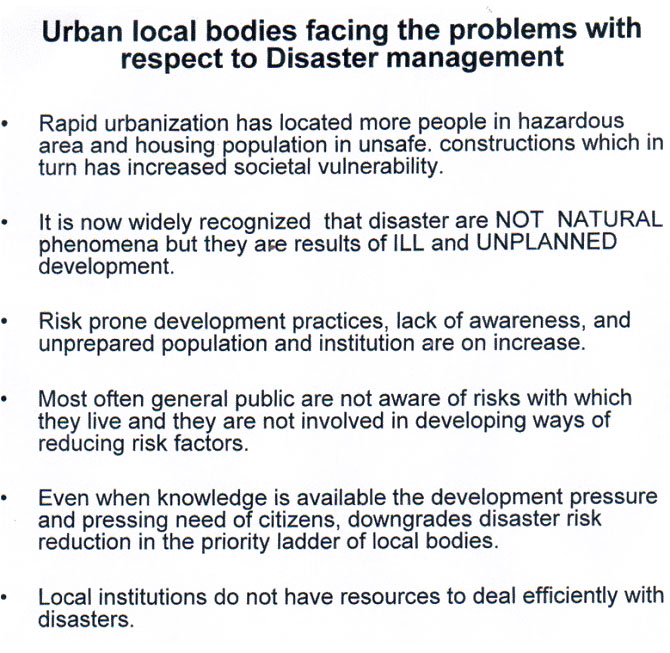 Urban local bodies facing the problems with
respect to Disaster management
• Rapid urbanization has located more people in hazardous
area and housing population in unsafe. constructions which in
turn has increased societal vulnerability.
• It is now widely recognized that disaster are NOT NATURAL
phenomena but they are results of ILL and UNPLANNED
development.
• Risk prone development practices, lack of awareness, and
unprepared population and institution are on increase.
• Most often general public are not aware of risks with which
they live and they are not involved in developing ways of
reducing risk factors.
• Even when knowledge is available the development pressure
and pressing need of citizens, downgrades disaster risk
reduction in the priority ladder of local bodies.
• Local institutions do not have resources to deal efficiently with
disasters.